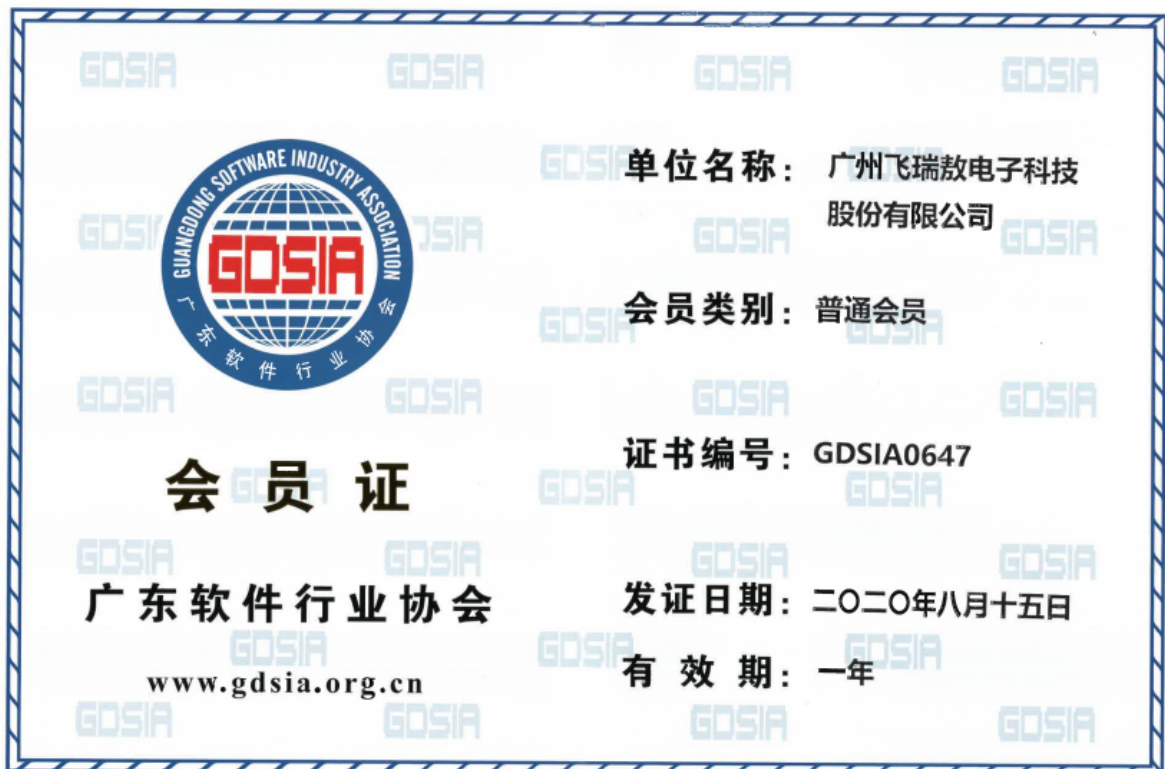 GUANGDONG SOFTWARE INDUSTRY ASSOCIATION
GDSIA
广东软件行业协会
会员证
广东软件行业协会
www.gdsia.org.cn
单位名称： 广州飞瑞敖电子科技
股份有限公司
会员类别： 普通会员
证书编号： GDSIA0647
发证日期： 二〇二〇年八月十五日
有效期： 一年